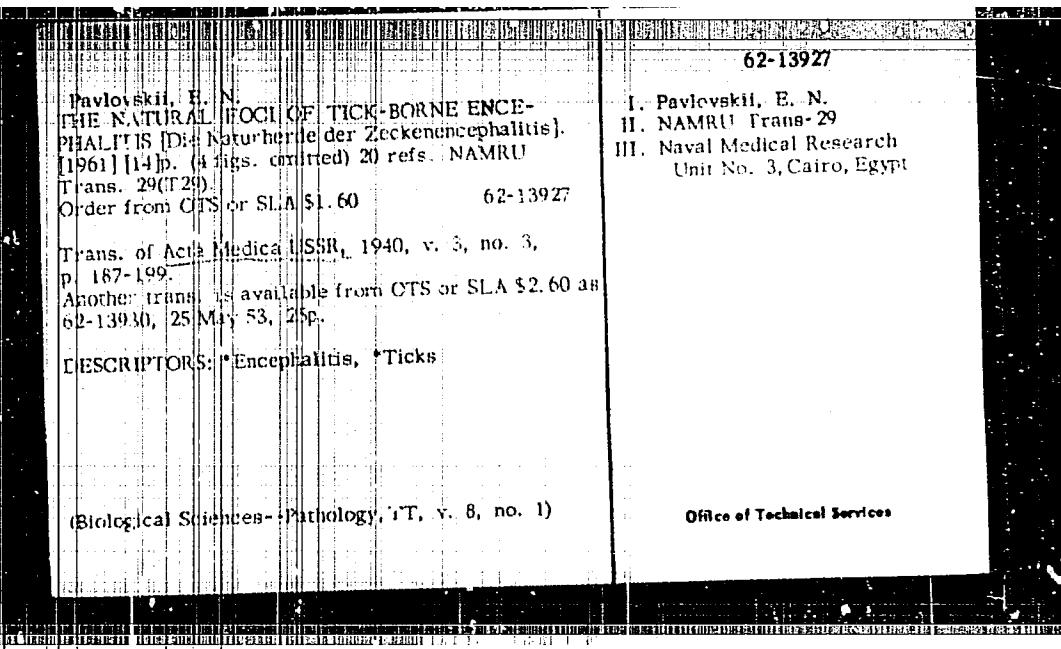 Pavlovskii, E. N.
THE NATURAL FOCI OF TICK-BORNE ENCE-
PHALITIS [Die Naturherde der Zeckenencephalitis].
[1961] [14]p. (4 figs. omitted) 20 refs. NAMRU
Trans. 29(T29).
Order from OTS or SLA $1.60 62-13927
Trans. of Acta Medica USSR, 1940, v. 3, no. 3,
p. 187-199.
Another trans. is available from OTS or SLA $2.60 as
62-13930, 25 May 53, 25p.
DESCRIPTORS: *Encephalitis, *Ticks
(Biological Sciences--Pathology, TT, v. 8, no. 1)
62-13927
I. Pavlovskii, E. N.
II. NAMRU Trans-29
III. Naval Medical Research
Unit No. 3, Cairo, Egypt
Office of Technical Services